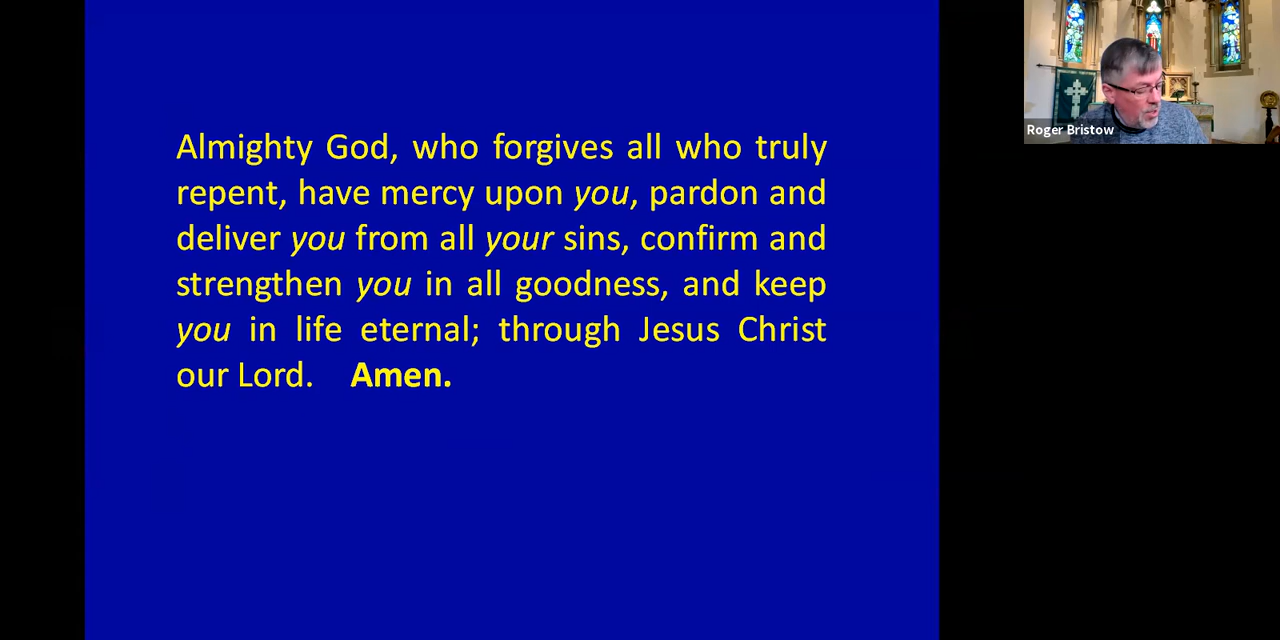 Almighty God, who forgives all who truly
repent, have mercy upon you, pardon and
deliver you from all your sins, confirm and
strengthen you in all goodness, and keep
you in life eternal; through Jesus Christ
our Lord. Amen.
Roger Bristow